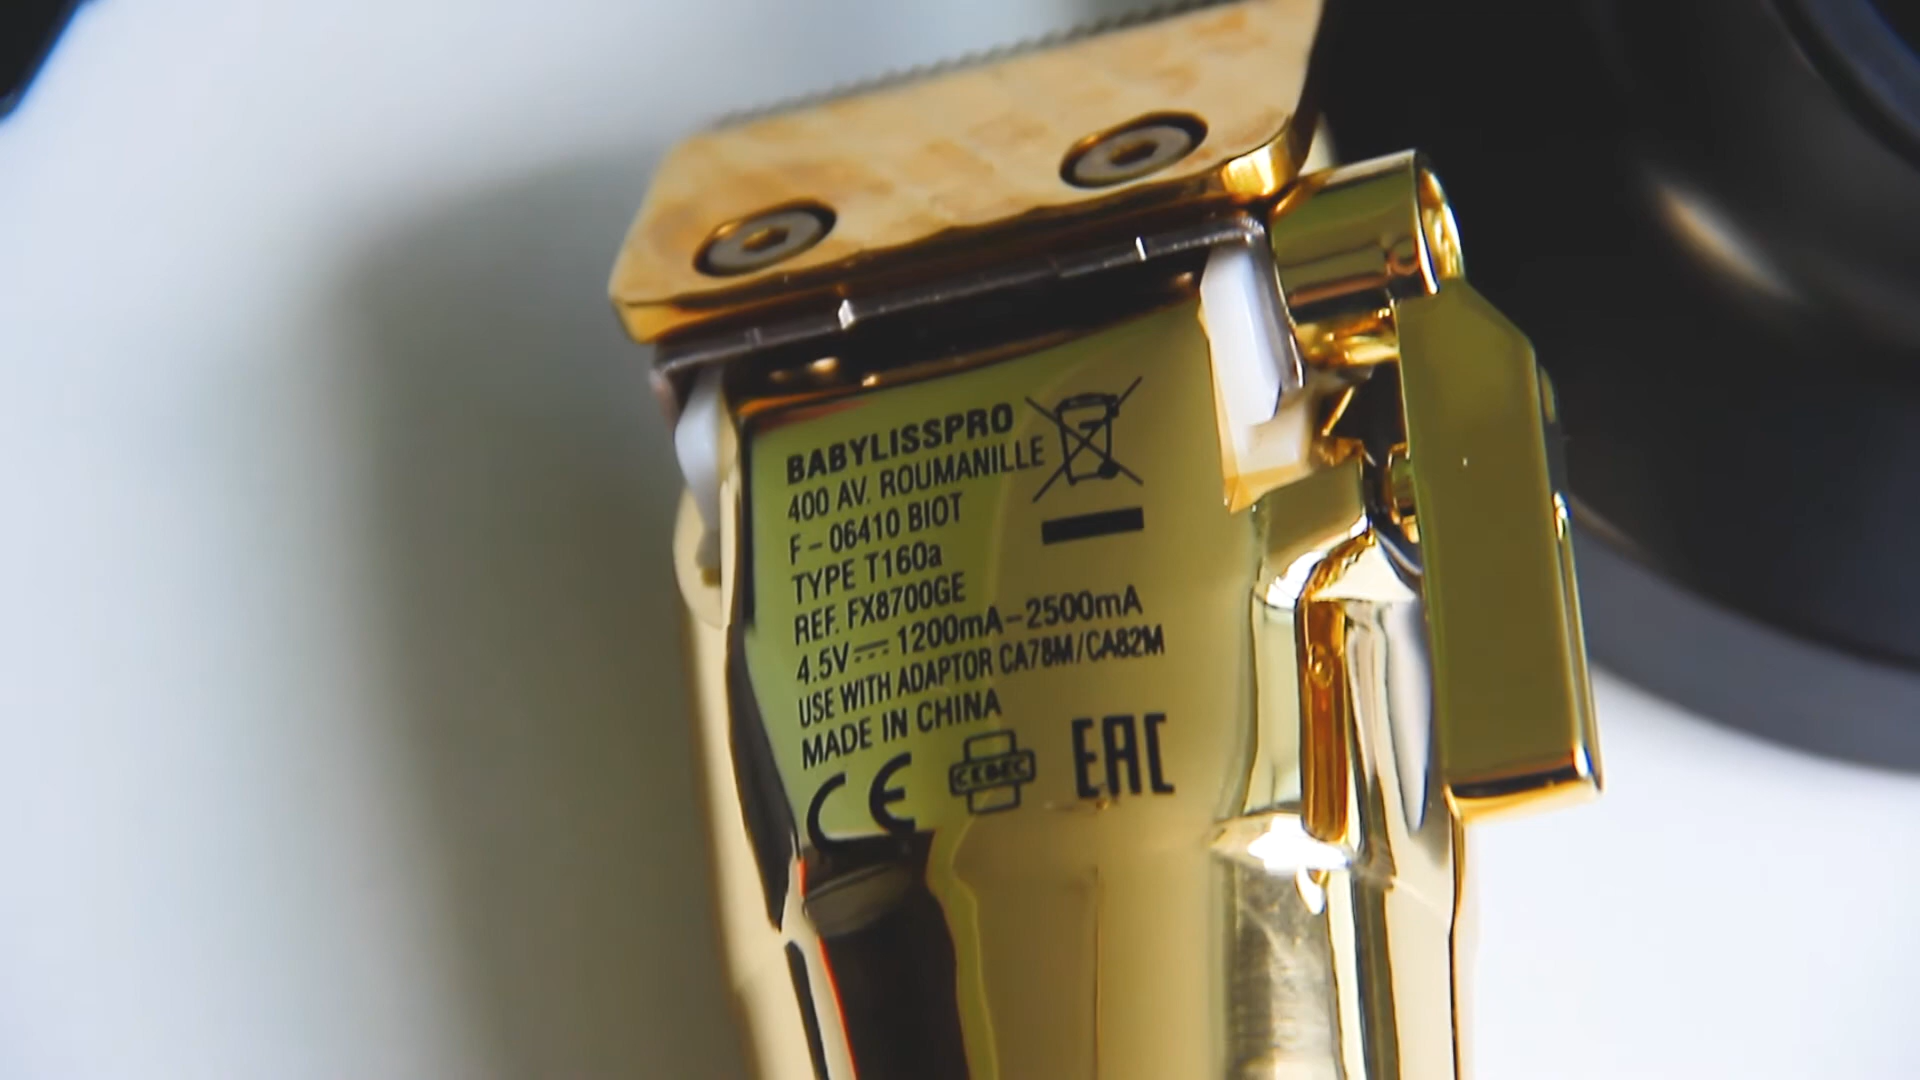 BABYLISSPRO
400 AV. ROUMANILLE
F - 06410 BIOT
TYPE T160a
REF. FX8700GE
4.5V⎓ 1200mA-2500mA
USE WITH ADAPTOR CA78M/CA82M
MADE IN CHINA
CE CEBEC EAC